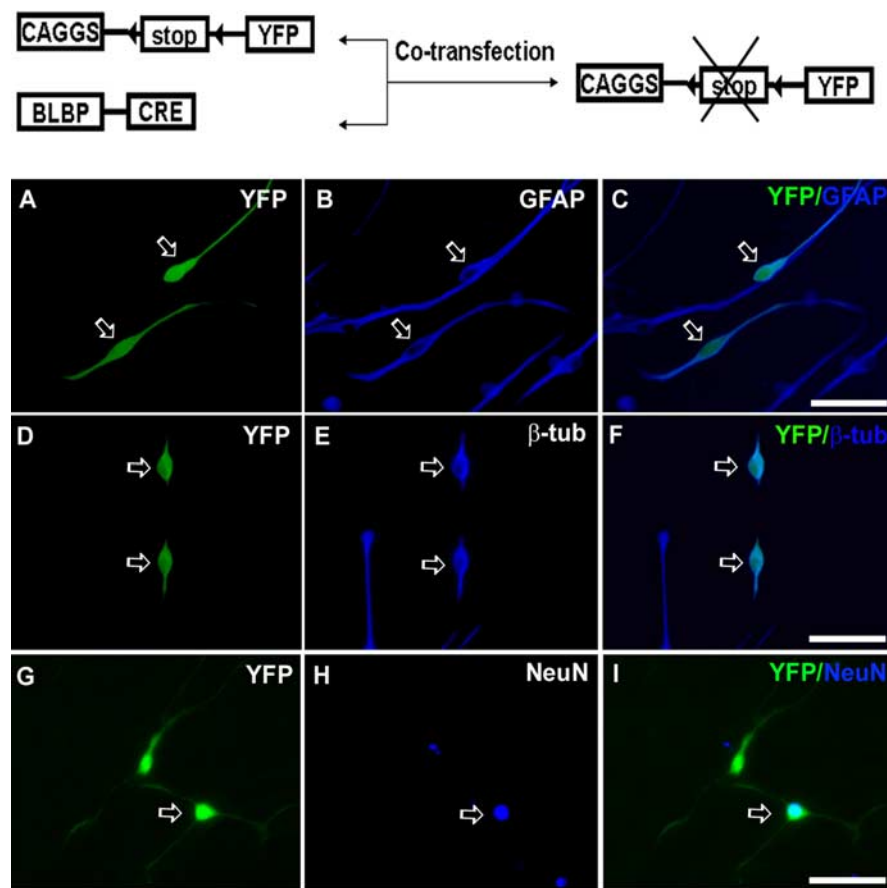 CAGGS stop YFP
Co-transfection
CAGGS stop YFP
BLBP CRE
A YFP B GFAP C YFP/GFAP
D YFP E β-tub F YFP/β-tub
G YFP H NeuN I YFP/NeuN